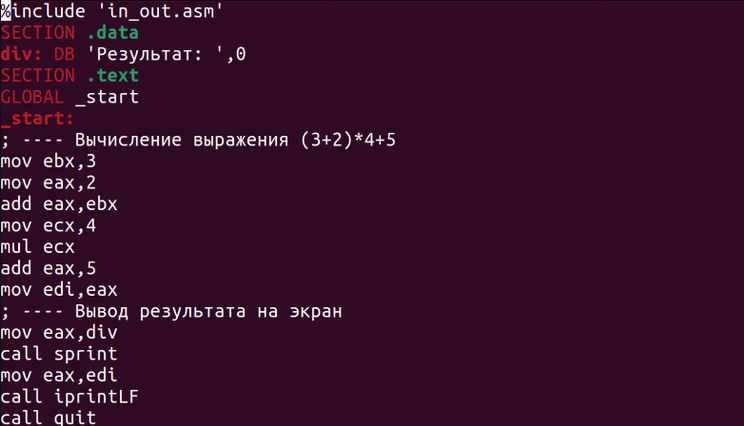 %include 'in_out.asm'
SECTION .data
div: DB 'Результат: ',0
SECTION .text
GLOBAL _start
_start:
; ---- Вычисление выражения (3+2)*4+5
mov ebx,3
mov eax,2
add eax,ebx
mov ecx,4
mul ecx
add eax,5
mov edi,eax
; ---- Вывод результата на экран
mov eax,div
call sprint
mov eax,edi
call iprintLF
call quit